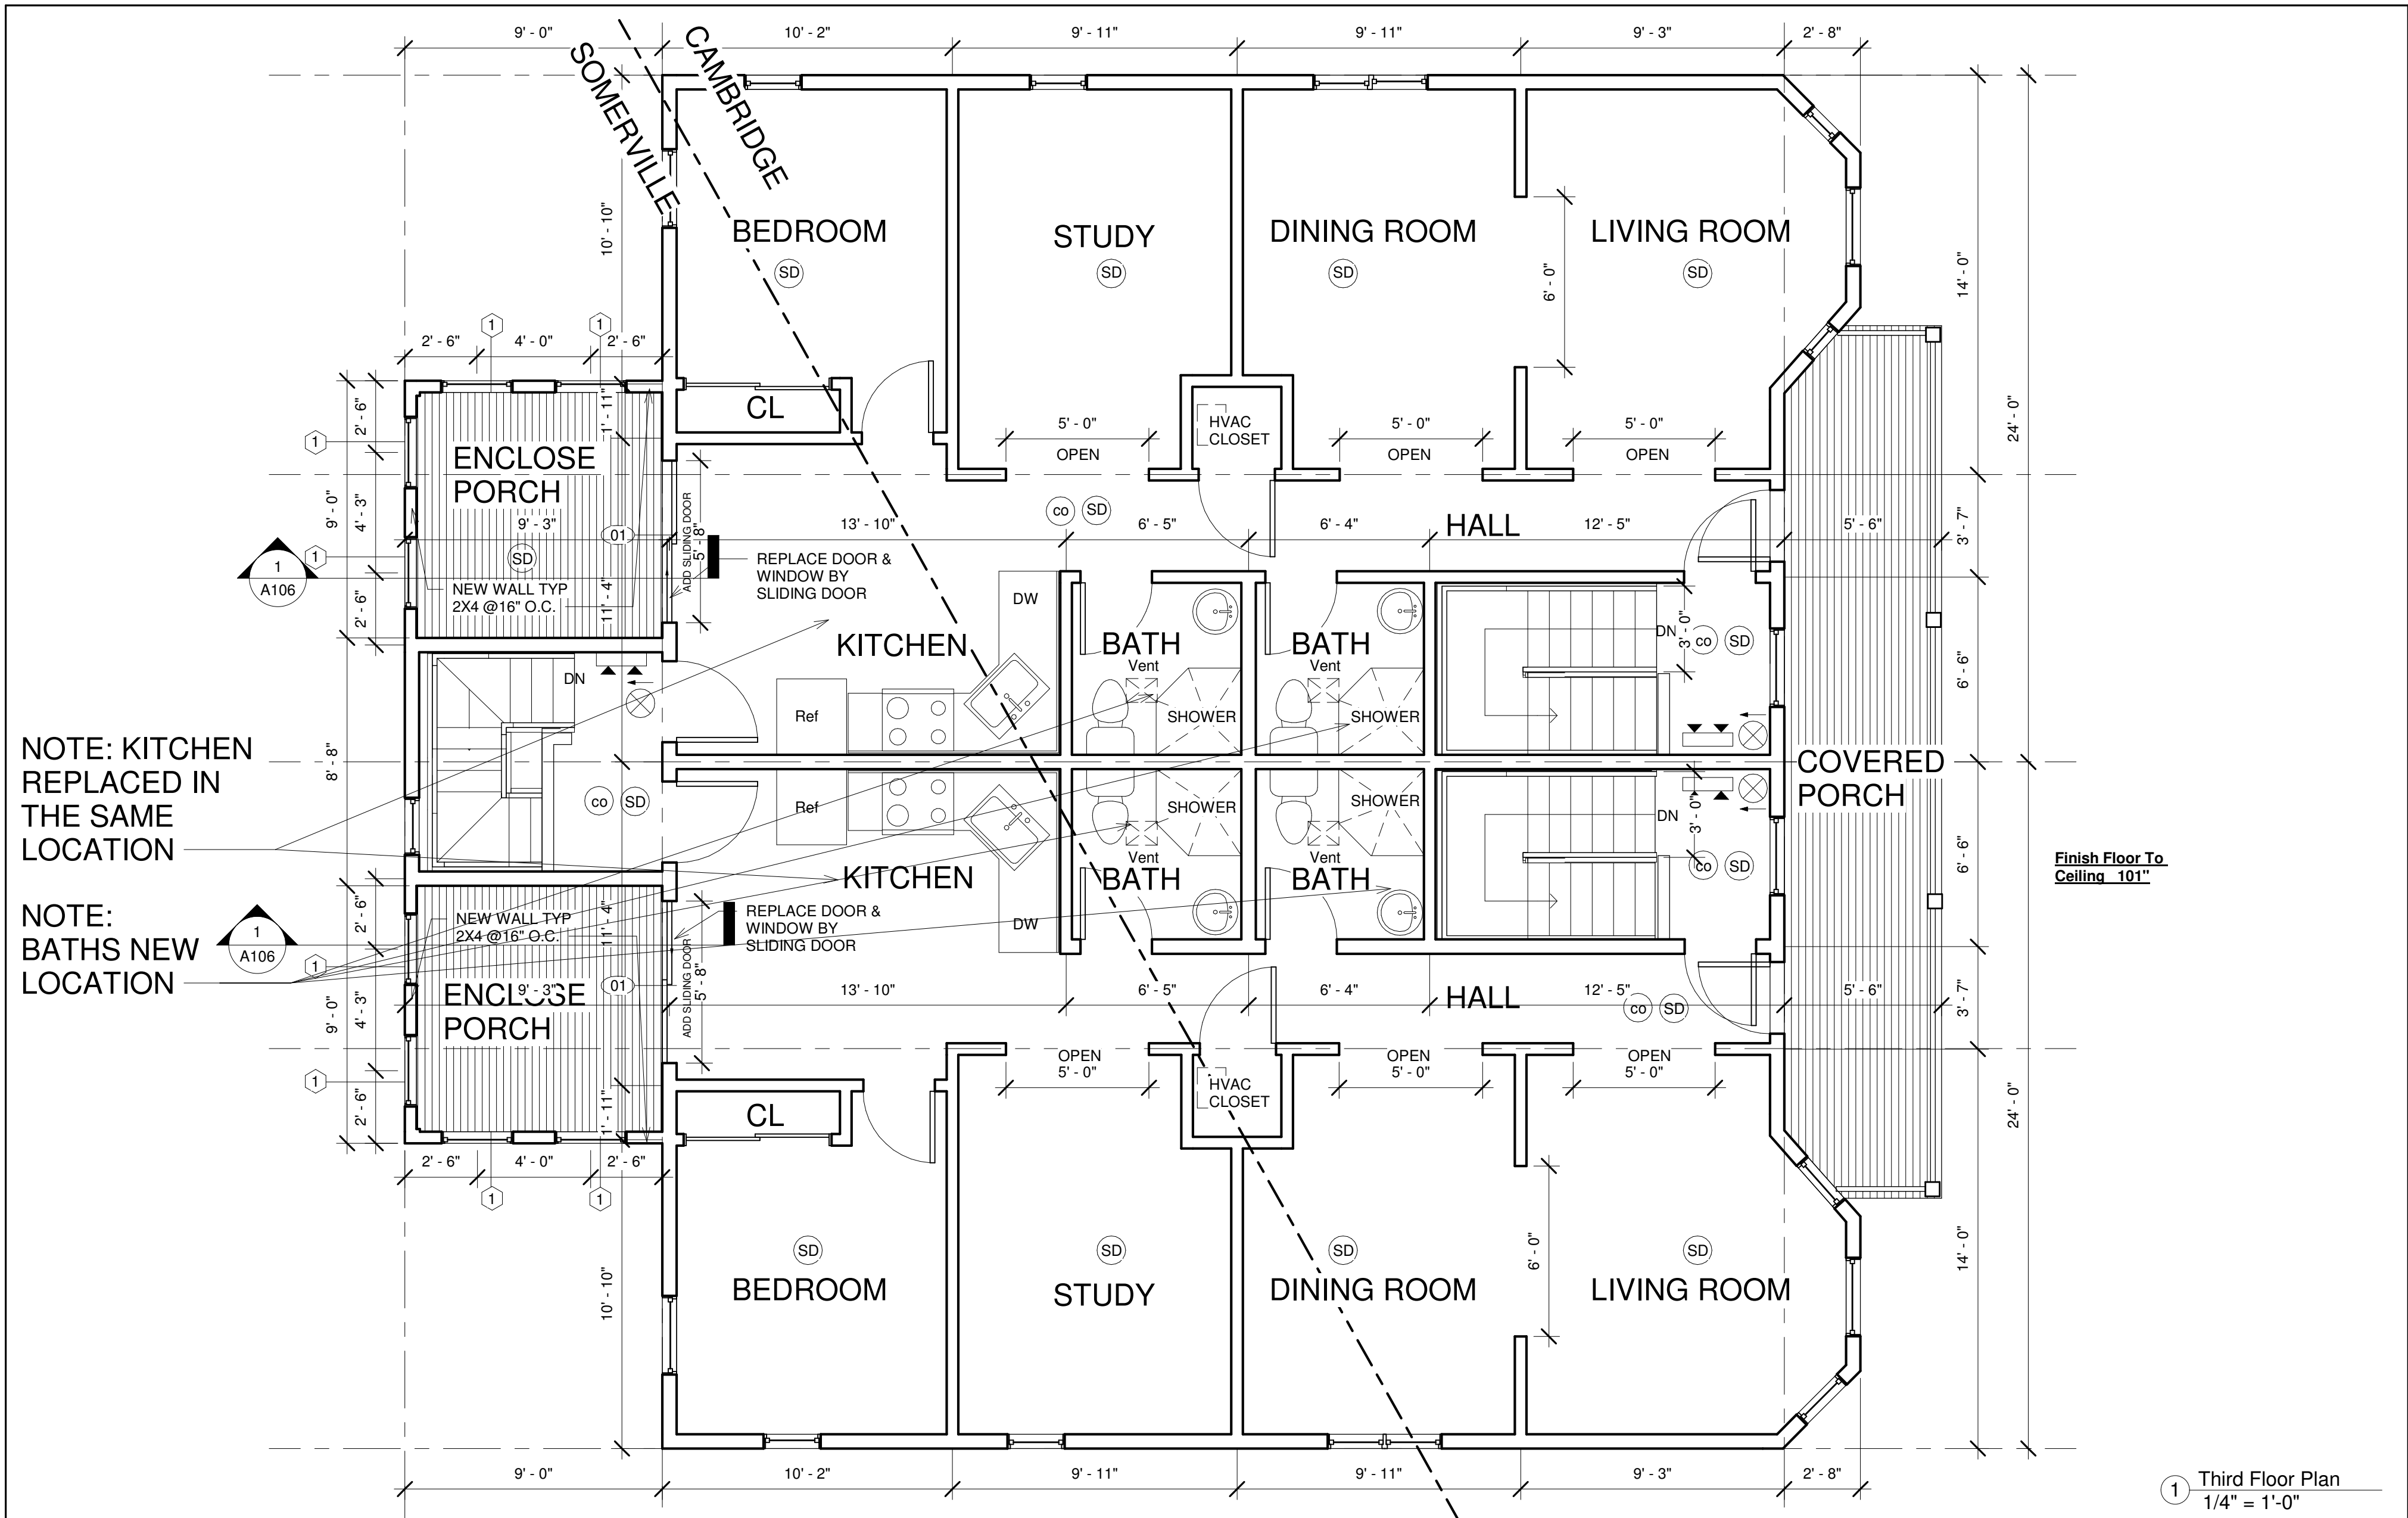 9' - 0"
10' - 2"
9' - 11"
9' - 11"
9' - 3"
2' - 8"
SOMERVILLE
CAMBRIDGE
10' - 10"
BEDROOM
SD
STUDY
SD
DINING ROOM
SD
LIVING ROOM
SD
6' - 0"
14' - 0"
24' - 0"
1
1
2' - 6"
4' - 0"
2' - 6"
2' - 6"
1' - 11"
CL
HVAC
CLOSET
5' - 0"
OPEN
5' - 0"
OPEN
5' - 0"
OPEN
1
ENCLOSE
PORCH
9' - 0"
4' - 3"
9' - 3"
01
SD
ADD SLIDING DOOR
5' - 8"
13' - 10"
co
SD
6' - 5"
6' - 4"
HALL
12' - 5"
5' - 6"
3' - 7"
1
1
A106
NEW WALL TYP
2X4 @16" O.C.
11' - 4"
2' - 6"
REPLACE DOOR &
WINDOW BY
SLIDING DOOR
DW
KITCHEN
BATH
Vent
SHOWER
BATH
Vent
SHOWER
DN
3' - 0"
co
SD
6' - 6"
DN
Ref
NOTE: KITCHEN
REPLACED IN
THE SAME
LOCATION
8' - 8"
co
SD
Ref
KITCHEN
SHOWER
Vent
BATH
SHOWER
Vent
BATH
DN
3' - 0"
co
SD
COVERED
PORCH
6' - 6"
Finish Floor To
Ceiling 101"
NOTE:
BATHS NEW
LOCATION
1
A106
2' - 6"
NEW WALL TYP
2X4 @16" O.C.
11' - 4"
REPLACE DOOR &
WINDOW BY
SLIDING DOOR
DW
1
9' - 3"
ENCLOSE
PORCH
01
ADD SLIDING DOOR
5' - 8"
9' - 0"
4' - 3"
13' - 10"
6' - 5"
6' - 4"
HALL
12' - 5"
co
SD
5' - 6"
3' - 7"
1
2' - 6"
1' - 11"
CL
OPEN
5' - 0"
HVAC
CLOSET
OPEN
5' - 0"
OPEN
5' - 0"
24' - 0"
2' - 6"
4' - 0"
2' - 6"
1
1
10' - 10"
SD
BEDROOM
SD
STUDY
SD
DINING ROOM
6' - 0"
SD
LIVING ROOM
14' - 0"
9' - 0"
10' - 2"
9' - 11"
9' - 11"
9' - 3"
2' - 8"
1
Third Floor Plan
1/4" = 1'-0"